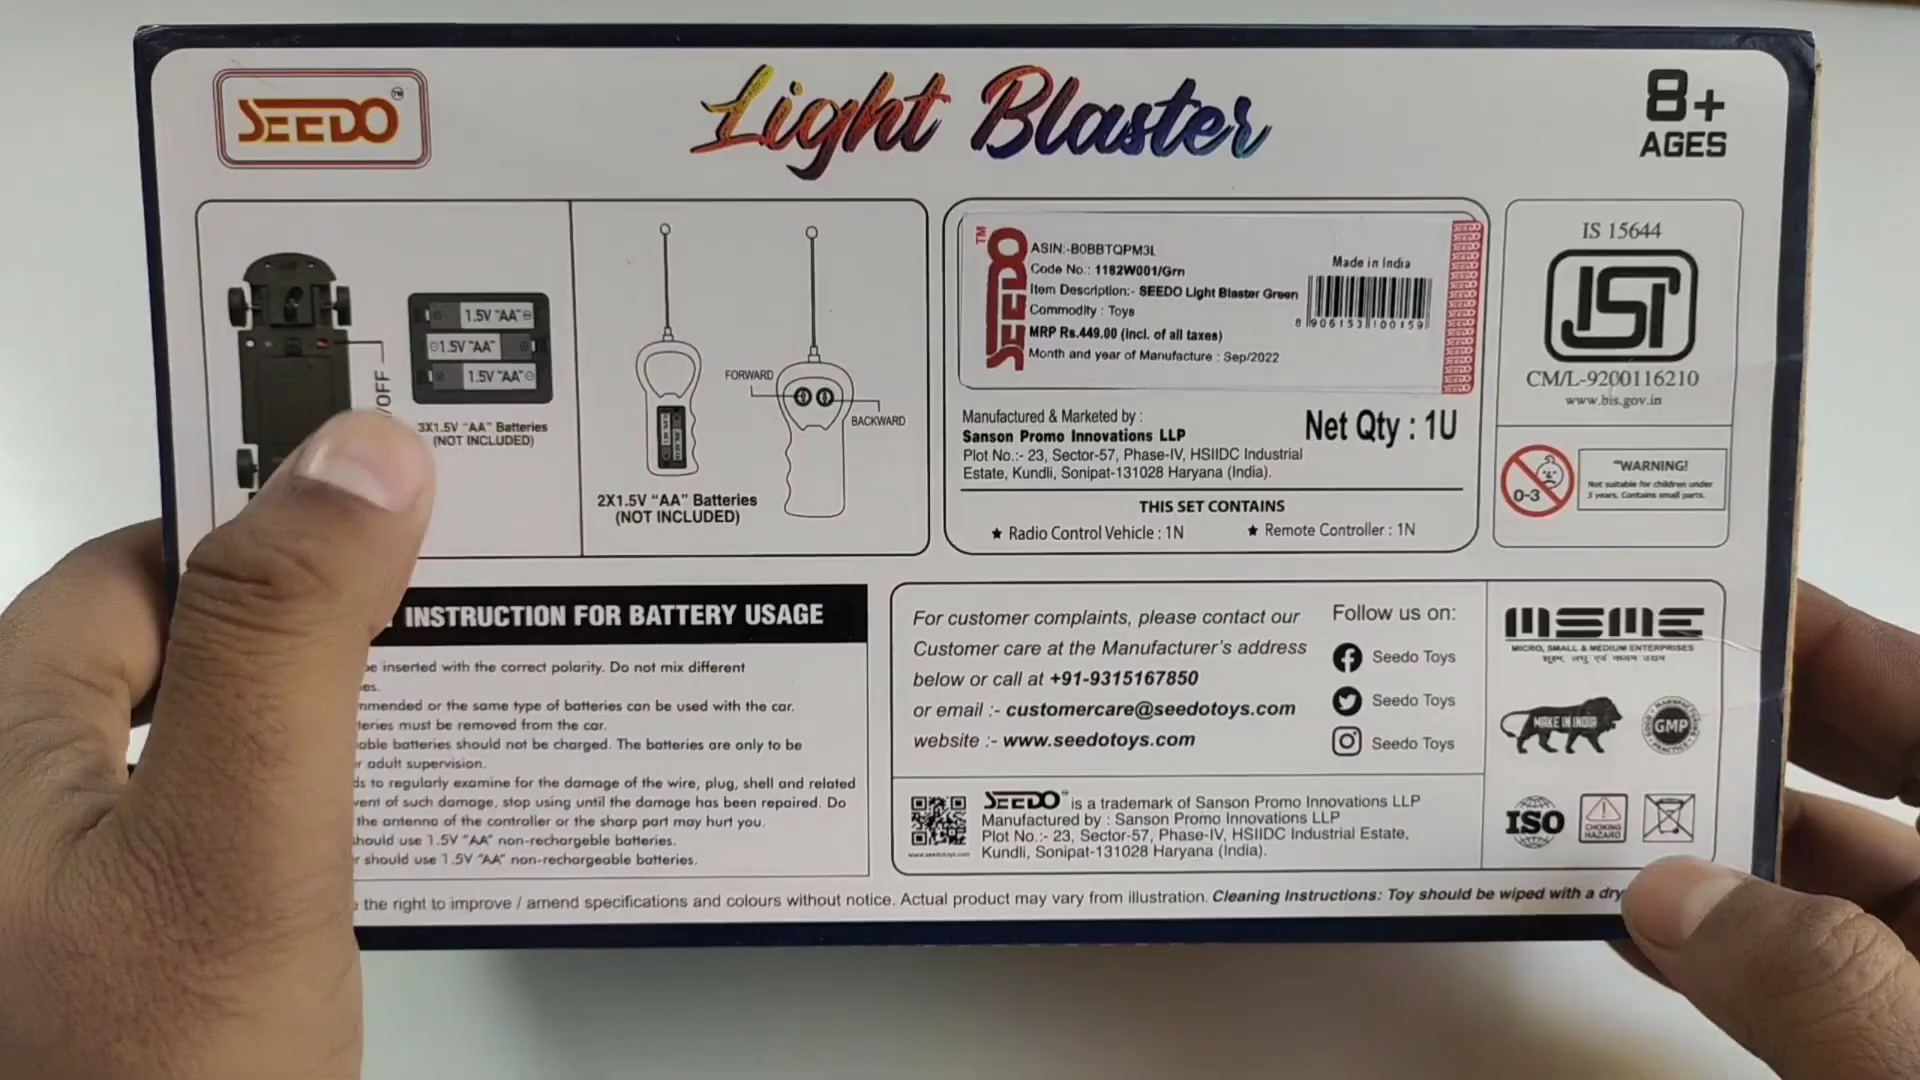 SEEDO TM
Light Blaster
8+
AGES
1.5V "AA"
1.5V "AA"
1.5V "AA"
/OFF
3X1.5V "AA" Batteries
(NOT INCLUDED)
FORWARD
BACKWARD
2X1.5V "AA" Batteries
(NOT INCLUDED)
SEEDO TM
ASIN:-B0BBTQPM3L
Code No.: 1182W001/Grn
Item Description:- SEEDO Light Blaster Green
Commodity : Toys
MRP Rs.449.00 (incl. of all taxes)
Month and year of Manufacture : Sep/2022
Made in India
8 906153 100159
Manufactured & Marketed by :
Sanson Promo Innovations LLP
Plot No.:- 23, Sector-57, Phase-IV, HSIIDC Industrial
Estate, Kundli, Sonipat-131028 Haryana (India).
Net Qty : 1U
THIS SET CONTAINS
★ Radio Control Vehicle : 1N
★ Remote Controller : 1N
IS 15644
ISI
CM/L-9200116210
www.bis.gov.in
0-3
"WARNING!
Not suitable for children under
3 years. Contains small parts.
INSTRUCTION FOR BATTERY USAGE
be inserted with the correct polarity. Do not mix different
es.
mmended or the same type of batteries can be used with the car.
teries must be removed from the car.
able batteries should not be charged. The batteries are only to be
r adult supervision.
ds to regularly examine for the damage of the wire, plug, shell and related
vent of such damage, stop using until the damage has been repaired. Do
the antenna of the controller or the sharp part may hurt you.
should use 1.5V "AA" non-rechargeble batteries.
r should use 1.5V "AA" non-rechargeable batteries.
For customer complaints, please contact our
Customer care at the Manufacturer's address
below or call at +91-9315167850
or email :- customercare@seedotoys.com
website :- www.seedotoys.com
Follow us on:
Seedo Toys
Seedo Toys
Seedo Toys
MSME
MICRO, SMALL & MEDIUM ENTERPRISES
सूक्ष्म, लघु एवं मध्यम उद्यम
MAKE IN INDIA
GMP
ISO
CHOKING
HAZARD
www.seedotoys.com
SEEDO TM is a trademark of Sanson Promo Innovations LLP
Manufactured by : Sanson Promo Innovations LLP
Plot No.:- 23, Sector-57, Phase-IV, HSIIDC Industrial Estate,
Kundli, Sonipat-131028 Haryana (India).
the right to improve / amend specifications and colours without notice. Actual product may vary from illustration. Cleaning Instructions: Toy should be wiped with a dry